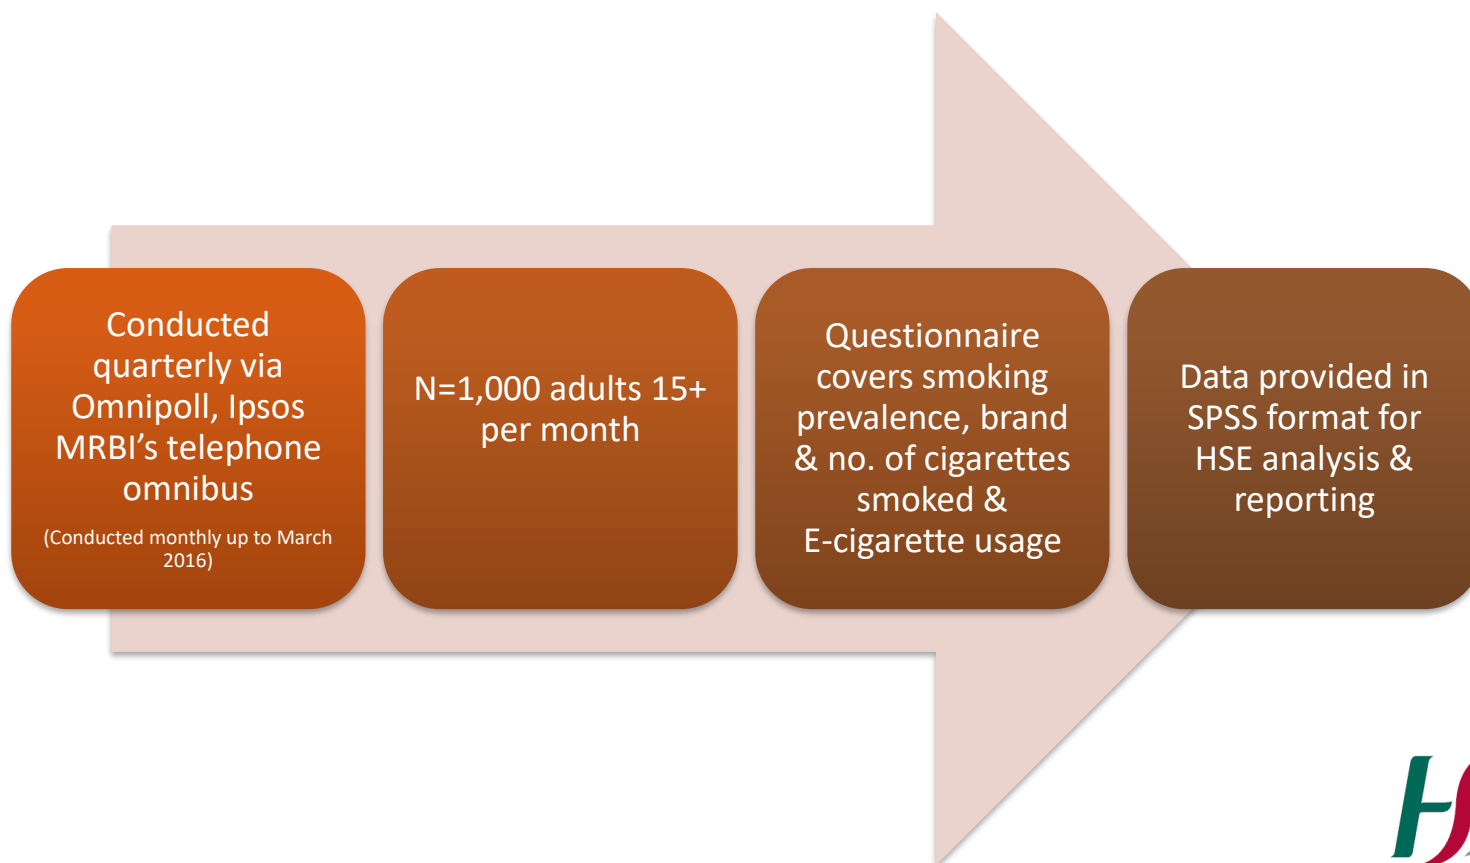 Conducted
quarterly via
Omnipoll, Ipsos
MRBI’s telephone
omnibus
(Conducted monthly up to March
2016)
N=1,000 adults 15+
per month
Questionnaire
covers smoking
prevalence, brand
& no. of cigarettes
smoked &
E-cigarette usage
Data provided in
SPSS format for
HSE analysis &
reporting